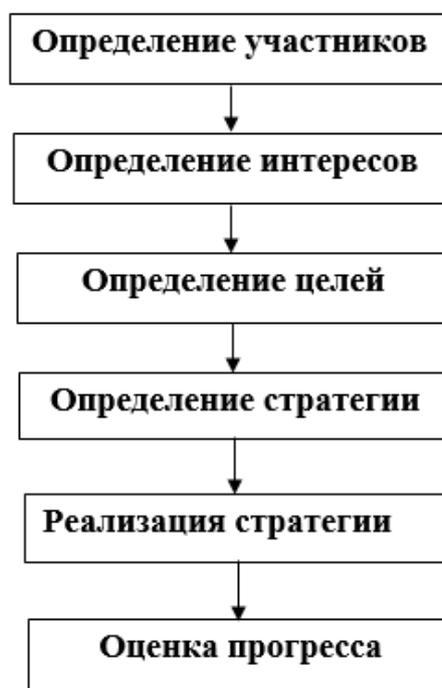 Определение участников
Определение интересов
Определение целей
Определение стратегии
Реализация стратегии
Оценка прогресса